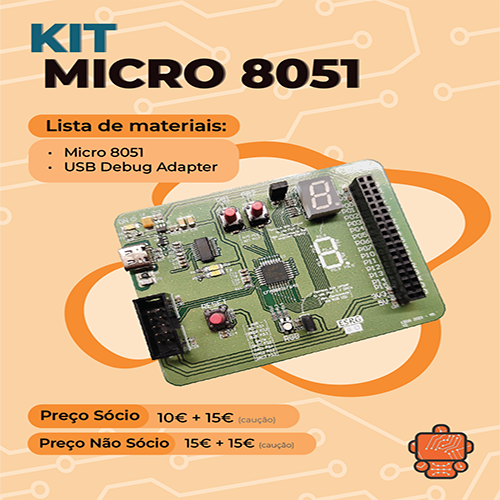 KIT
MICRO 8051
Lista de materiais:
• Micro 8051
• USB Debug Adapter
ESRG
Preço Sócio 10€ + 15€ (caução)
Preço Não Sócio 15€ + 15€ (caução)